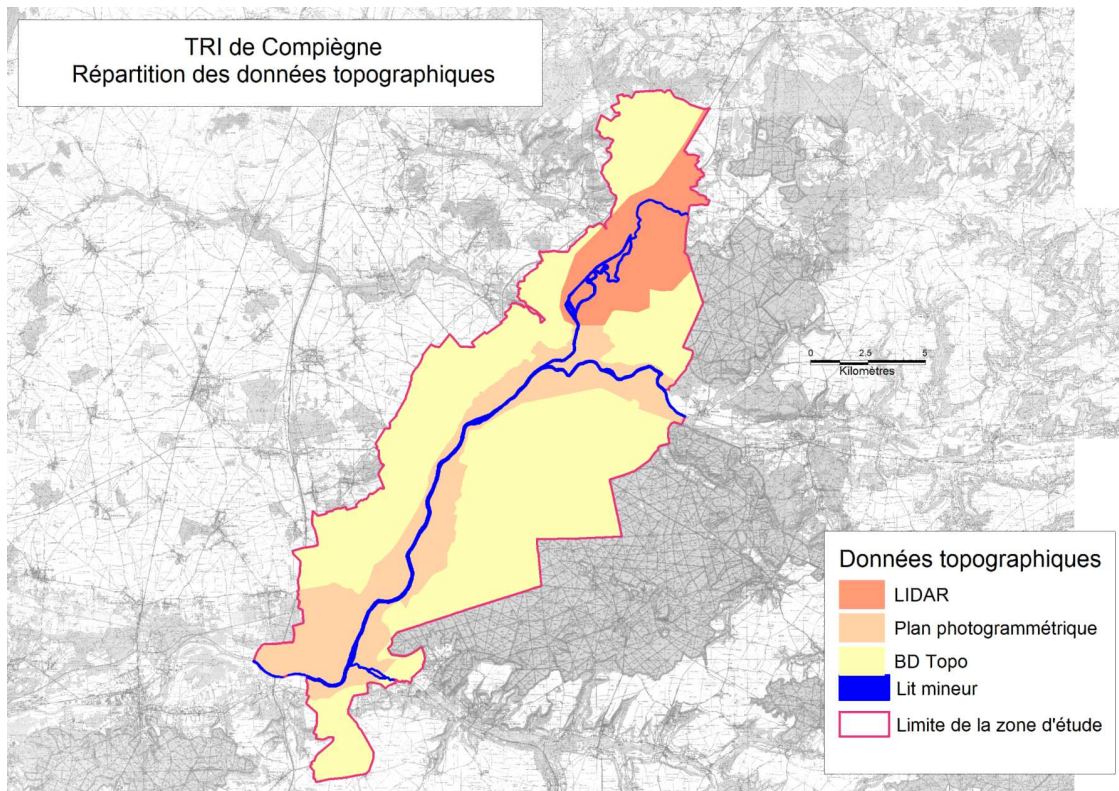 TRI de Compiègne
Répartition des données topographiques
0 2.5 5
Kilomètres
Données topographiques
LIDAR
Plan photogrammétrique
BD Topo
Lit mineur
Limite de la zone d'étude